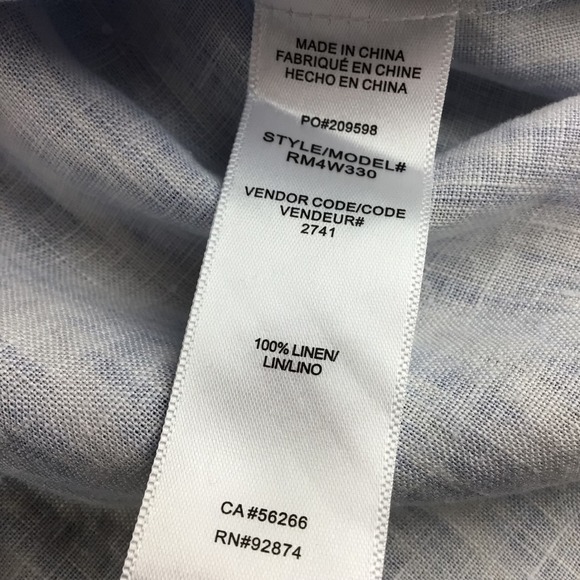 MADE IN CHINA
FABRIQUÉ EN CHINE
HECHO EN CHINA
PO#209598
STYLE/MODEL#
RM4W330
VENDOR CODE/CODE
VENDEUR#
2741
100% LINEN/
LIN/LINO
CA#56266
RN#92874